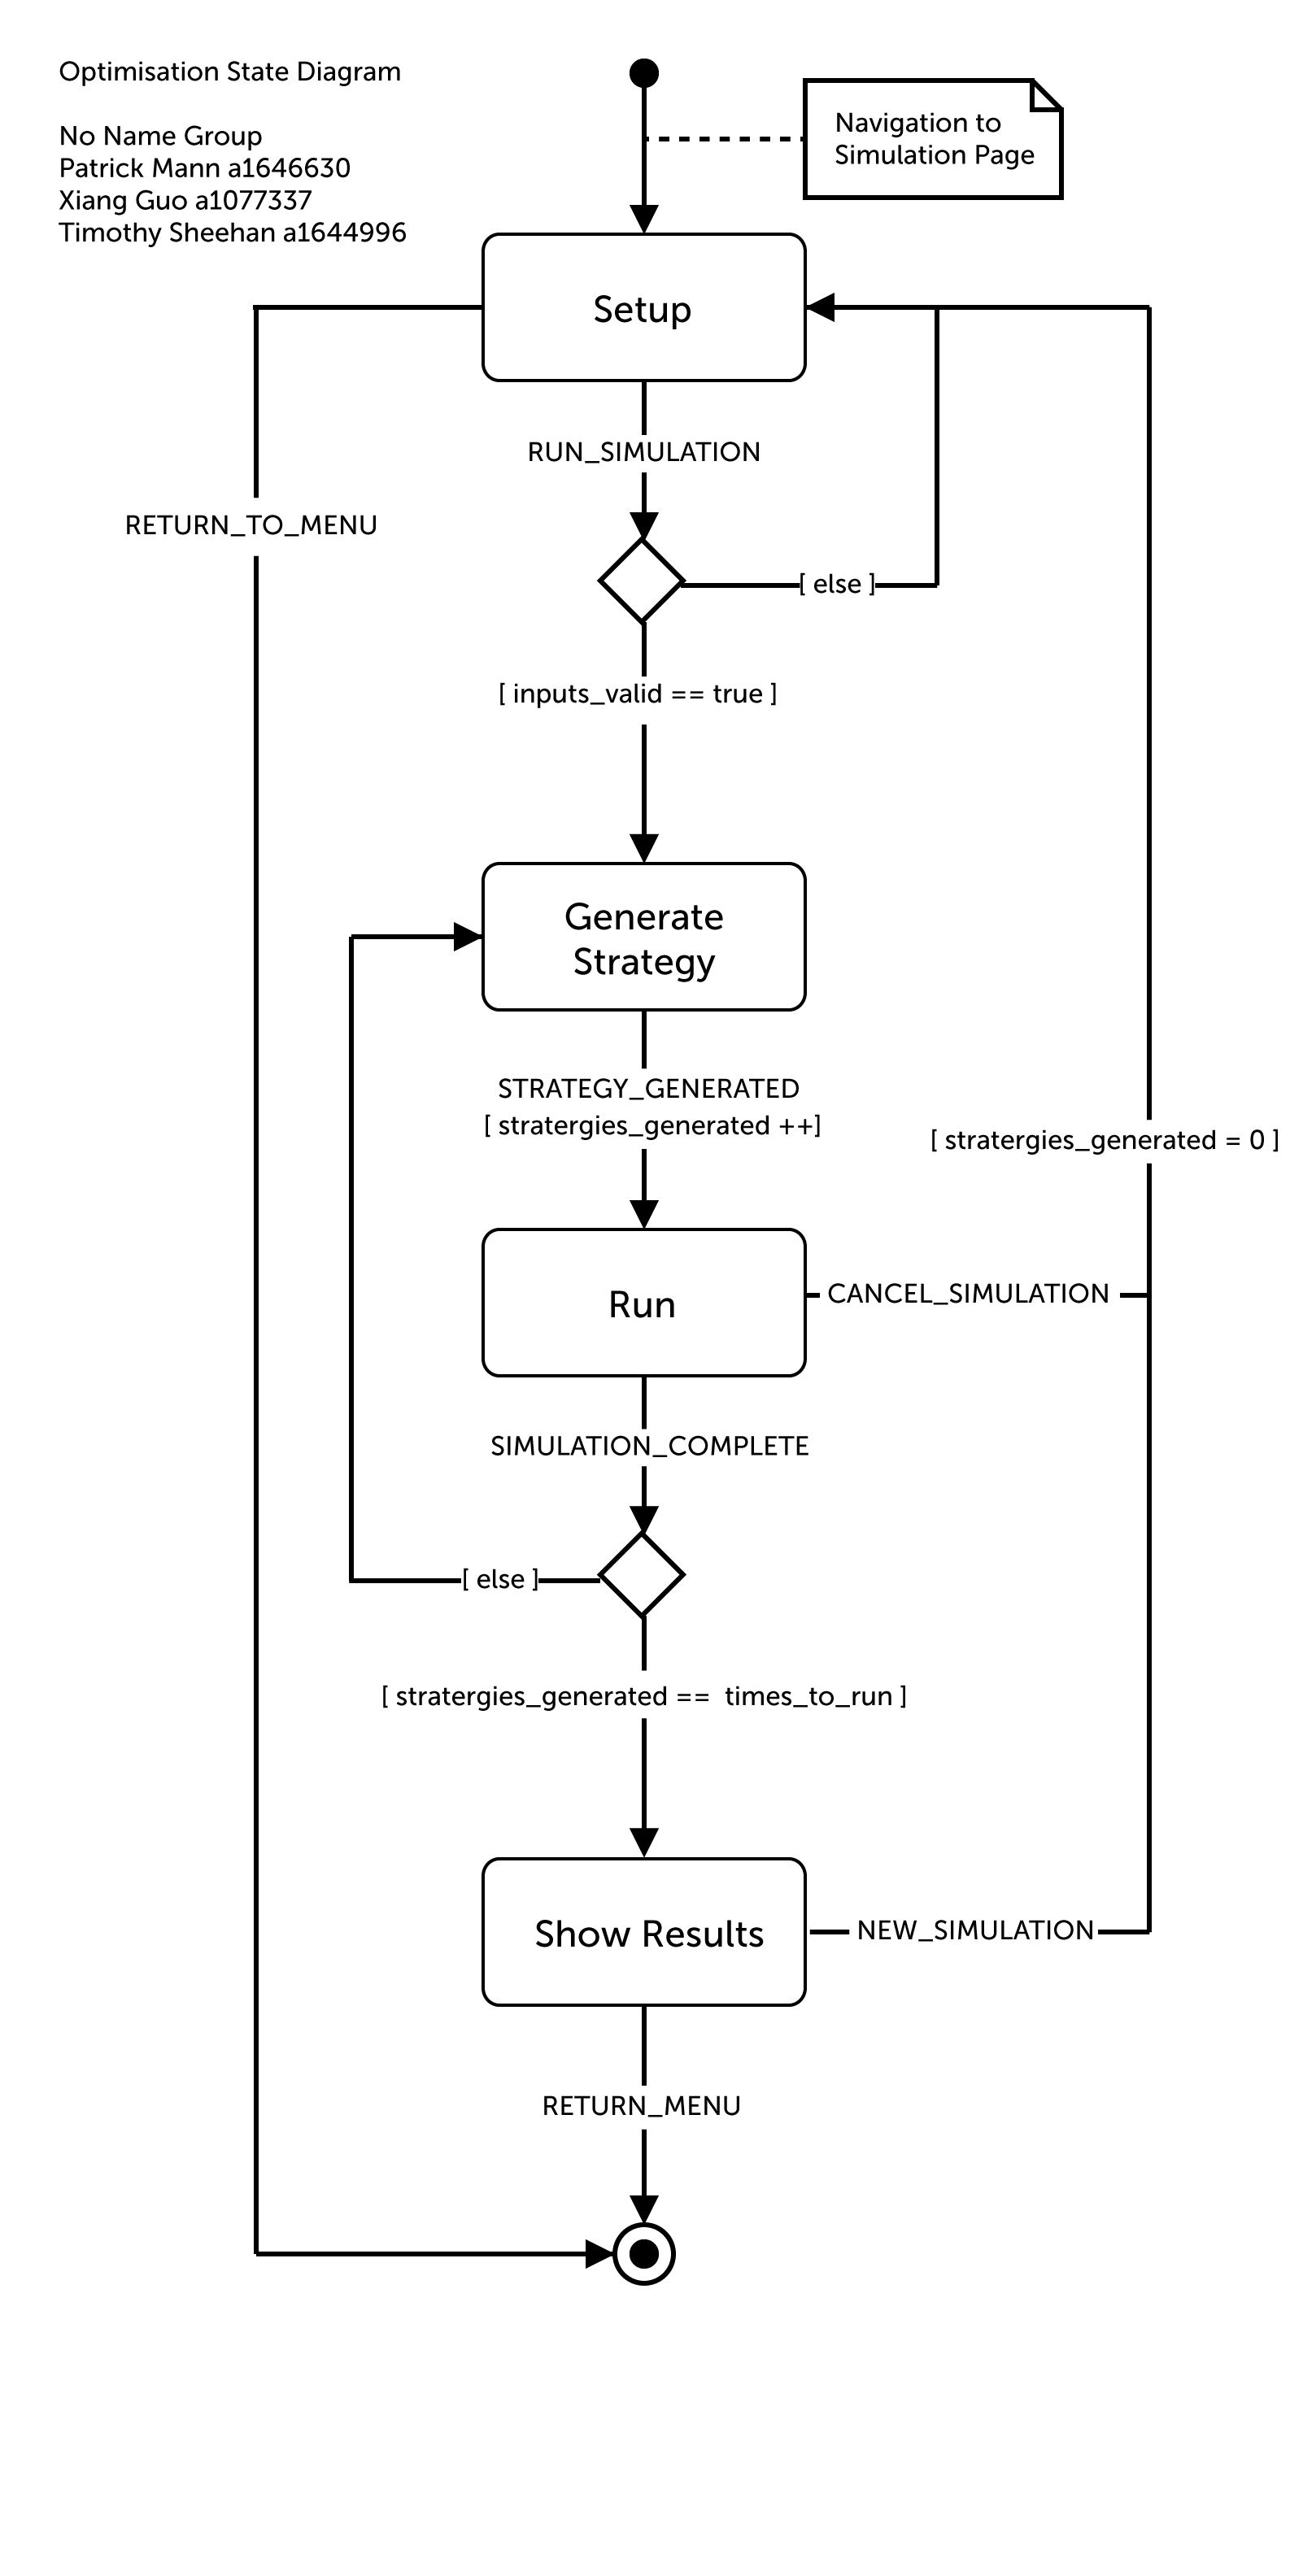 Optimisation State Diagram
No Name Group
Patrick Mann a1646630
Xiang Guo a1077337
Timothy Sheehan a1644996
Navigation to
Simulation Page
Setup
RUN_SIMULATION
RETURN_TO_MENU
[ else ]
[ inputs_valid == true ]
Generate
Strategy
STRATEGY_GENERATED
[ stratergies_generated ++]
[ stratergies_generated = 0 ]
Run
CANCEL_SIMULATION
SIMULATION_COMPLETE
[ else ]
[ stratergies_generated ==  times_to_run ]
Show Results
NEW_SIMULATION
RETURN_MENU